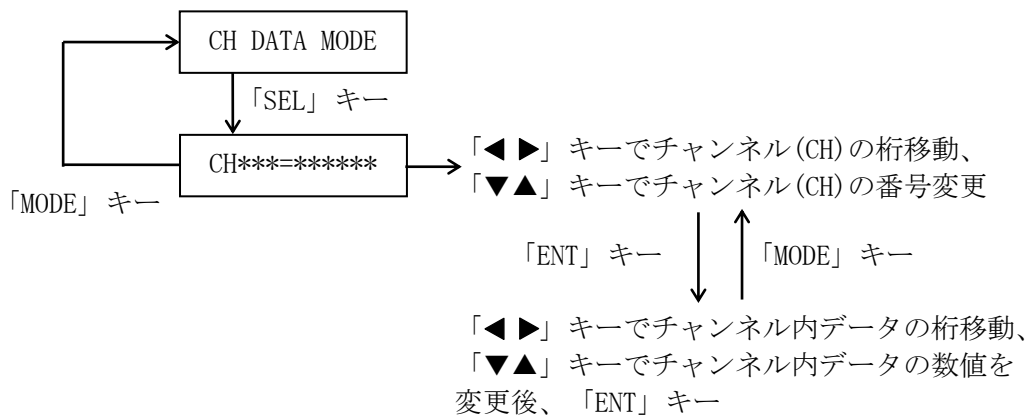 CH DATA MODE
「SEL」キー
CH***=******
「MODE」キー
「◀ ▶」キーでチャンネル(CH)の桁移動、
「▼▲」キーでチャンネル(CH)の番号変更
「ENT」キー
「MODE」キー
「◀ ▶」キーでチャンネル内データの桁移動、
「▼▲」キーでチャンネル内データの数値を
変更後、「ENT」キー